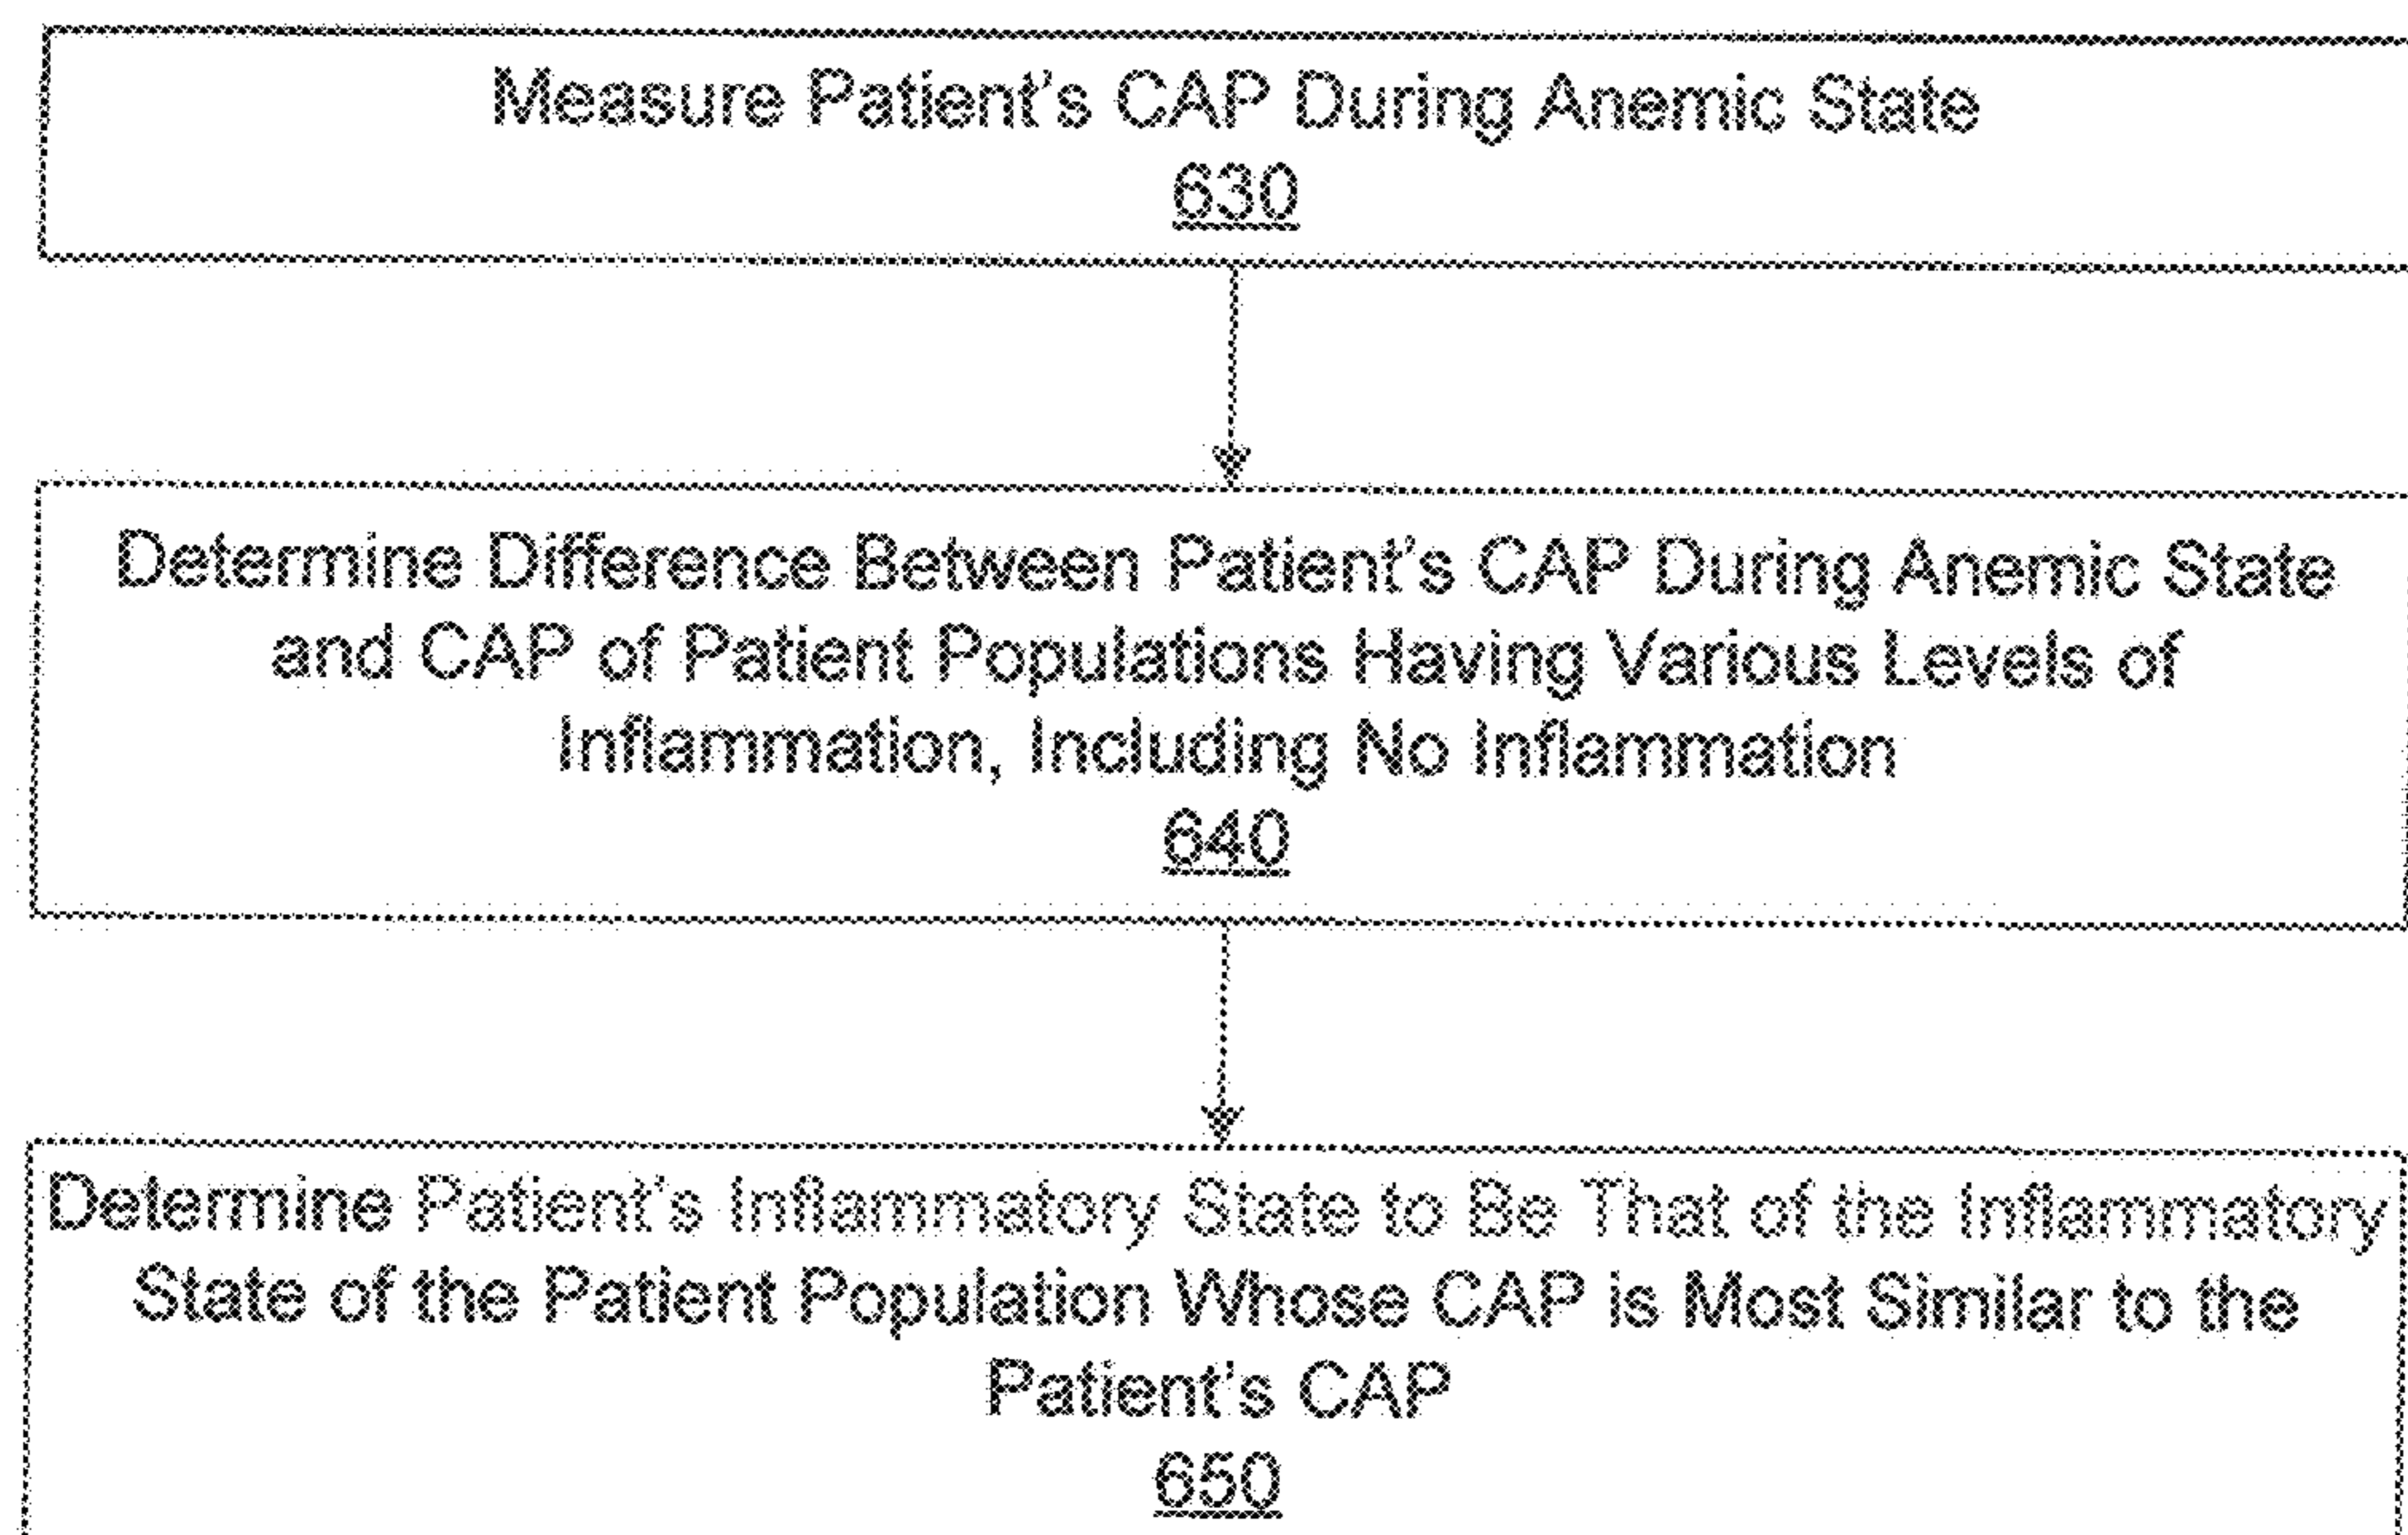 Measure Patient's CAP During Anemic State
630
Determine Difference Between Patient's CAP During Anemic State
and CAP of Patient Populations Having Various Levels of
Inflammation, Including No Inflammation
640
Determine Patient's Inflammatory State to Be That of the Inflammatory
State of the Patient Population Whose CAP is Most Similar to the
Patient's CAP
650